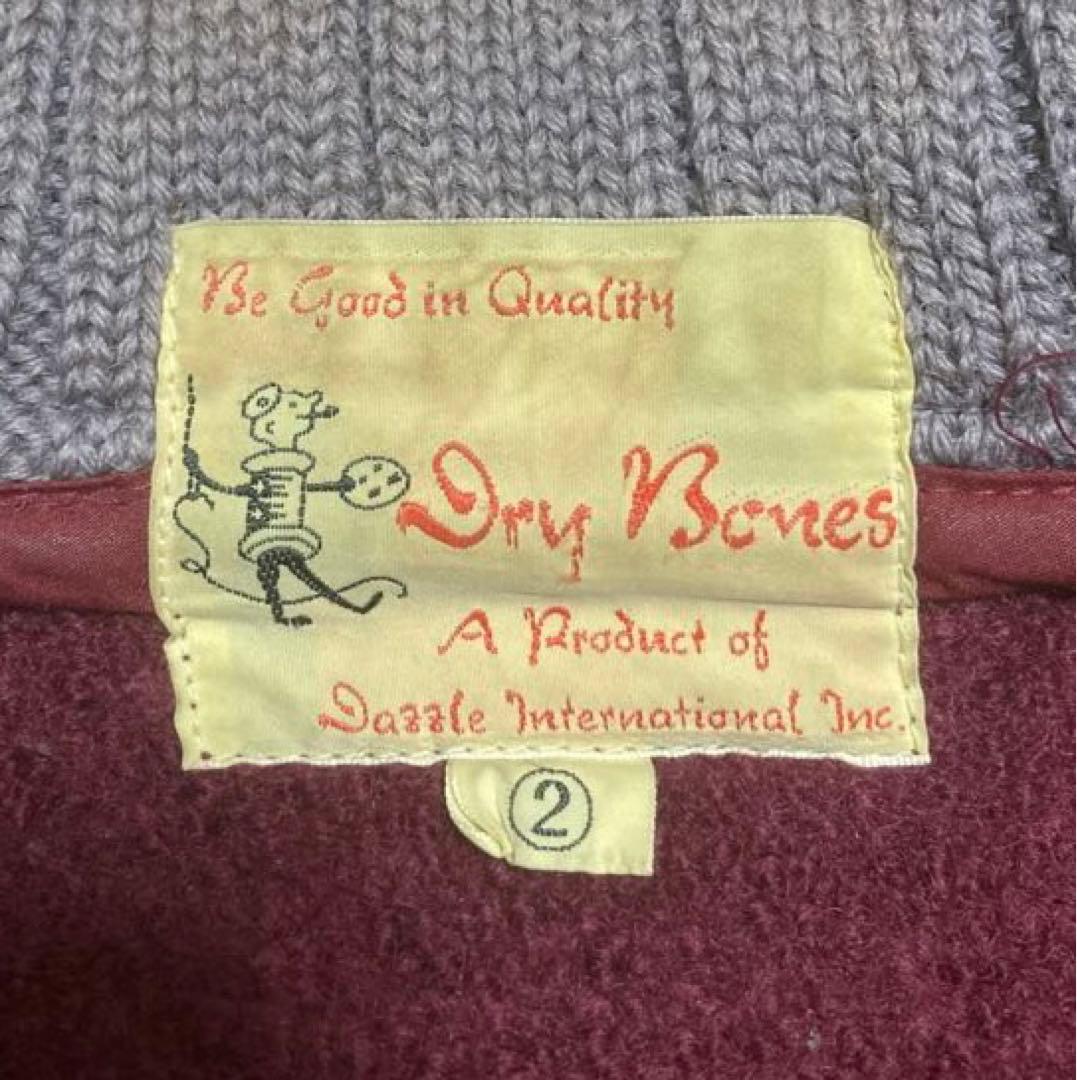 Be Good in Quality
Dry Bones
A Product of
Dazzle International Inc.
2